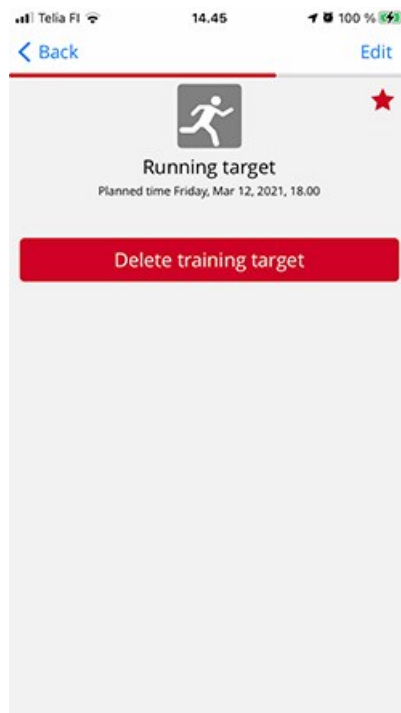 Telia FI 14.45 100 %
Back Edit
Running target
Planned time Friday, Mar 12, 2021, 18.00
Delete training target